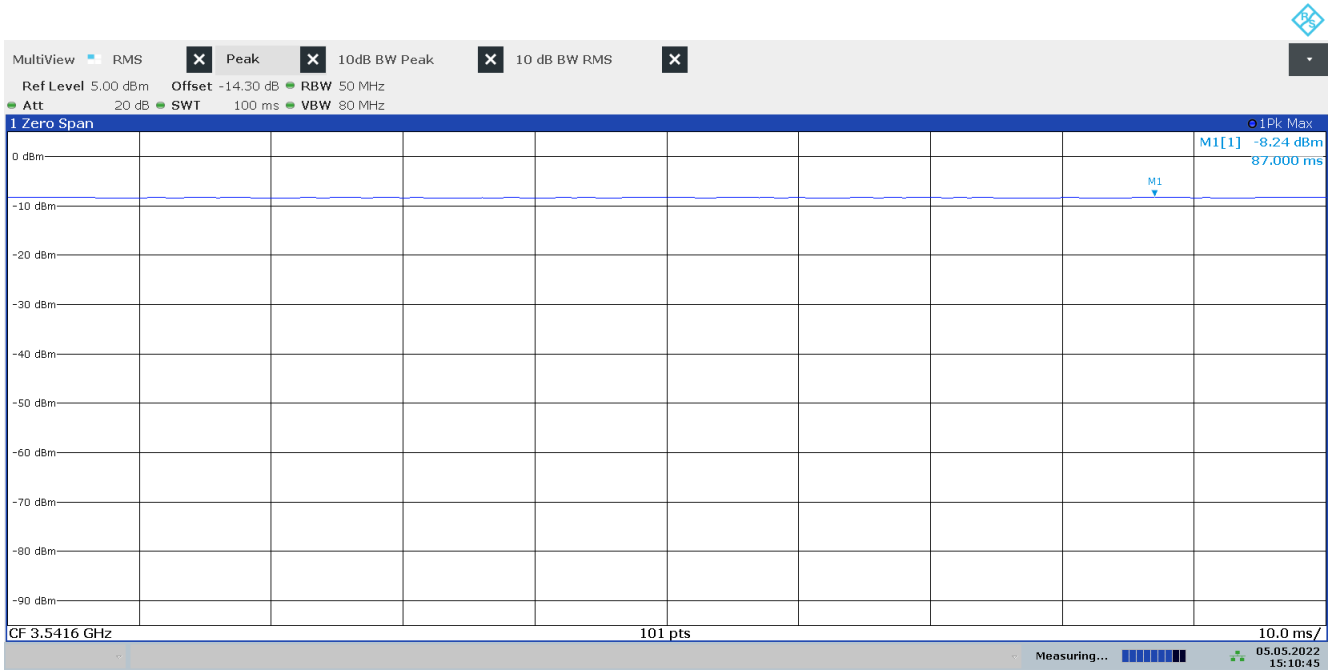 R&S
MultiView RMS Peak 10dB BW Peak 10 dB BW RMS
Ref Level 5.00 dBm Offset -14.30 dB RBW 50 MHz
Att 20 dB SWT 100 ms VBW 80 MHz
1 Zero Span 1Pk Max
M1[1] -8.24 dBm
87.000 ms
0 dBm
M1
-10 dBm
-20 dBm
-30 dBm
-40 dBm
-50 dBm
-60 dBm
-70 dBm
-80 dBm
-90 dBm
CF 3.5416 GHz 101 pts 10.0 ms/
Measuring... 05.05.2022
15:10:45